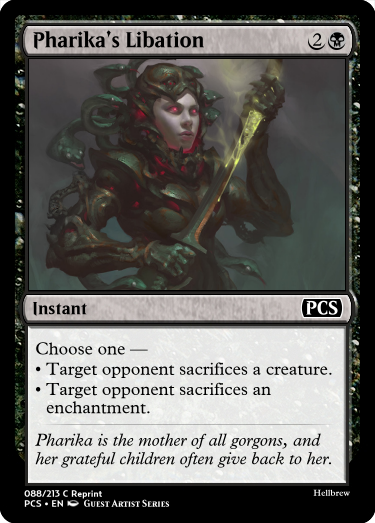 Pharika's Libation 2
Instant PCS
Choose one —
• Target opponent sacrifices a creature.
• Target opponent sacrifices an
enchantment.
Pharika is the mother of all gorgons, and
her grateful children often give back to her.
088/213 C Reprint Hellbrew
PCS • EN Guest Artist Series